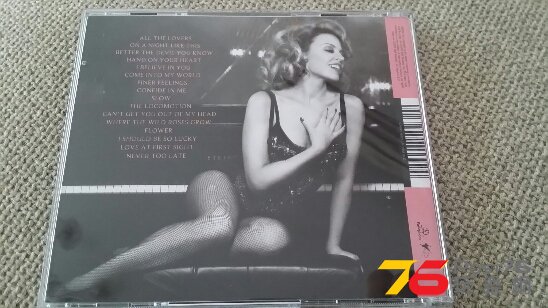 ALL THE LOVERS
ON A NIGHT LIKE THIS
BETTER THE DEVIL YOU KNOW
HAND ON YOUR HEART
I BELIEVE IN YOU
COME INTO MY WORLD
FINER FEELINGS
CONFIDE IN ME
SLOW
THE LOCOMOTION
CAN'T GET YOU OUT OF MY HEAD
WHERE THE WILD ROSES GROW
FLOWER
I SHOULD BE SO LUCKY
LOVE AT FIRST SIGHT
NEVER TOO LATE
76